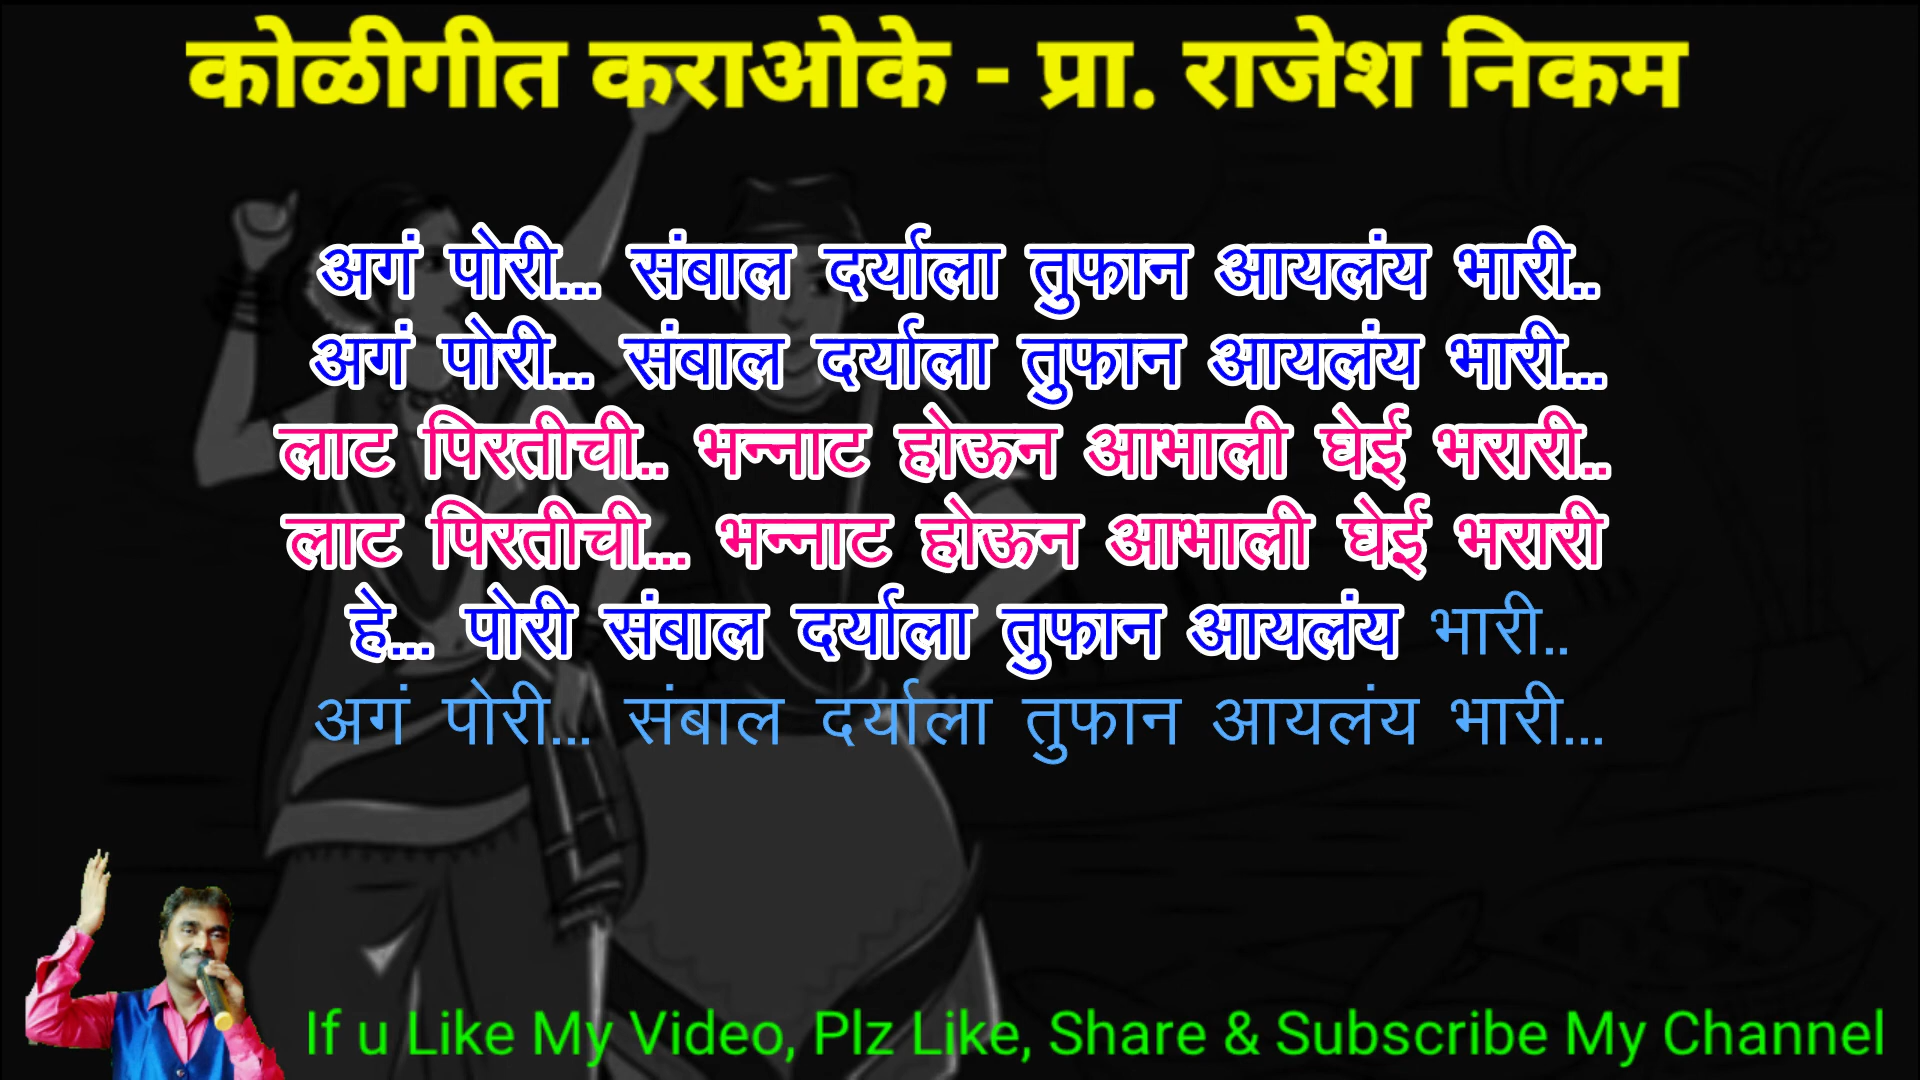 कोळीगीत कराओके - प्रा. राजेश निकम
अगं पोरी... संबाल दर्याला तुफान आयलंय भारी..
अगं पोरी... संबाल दर्याला तुफान आयलंय भारी...
लाट पिरतीची.. भन्नाट होऊन आभाली घेई भरारी..
लाट पिरतीची... भन्नाट होऊन आभाली घेई भरारी
हे... पोरी संबाल दर्याला तुफान आयलंय भारी..
अगं पोरी... संबाल दर्याला तुफान आयलंय भारी...
If u Like My Video, Plz Like, Share & Subscribe My Channel